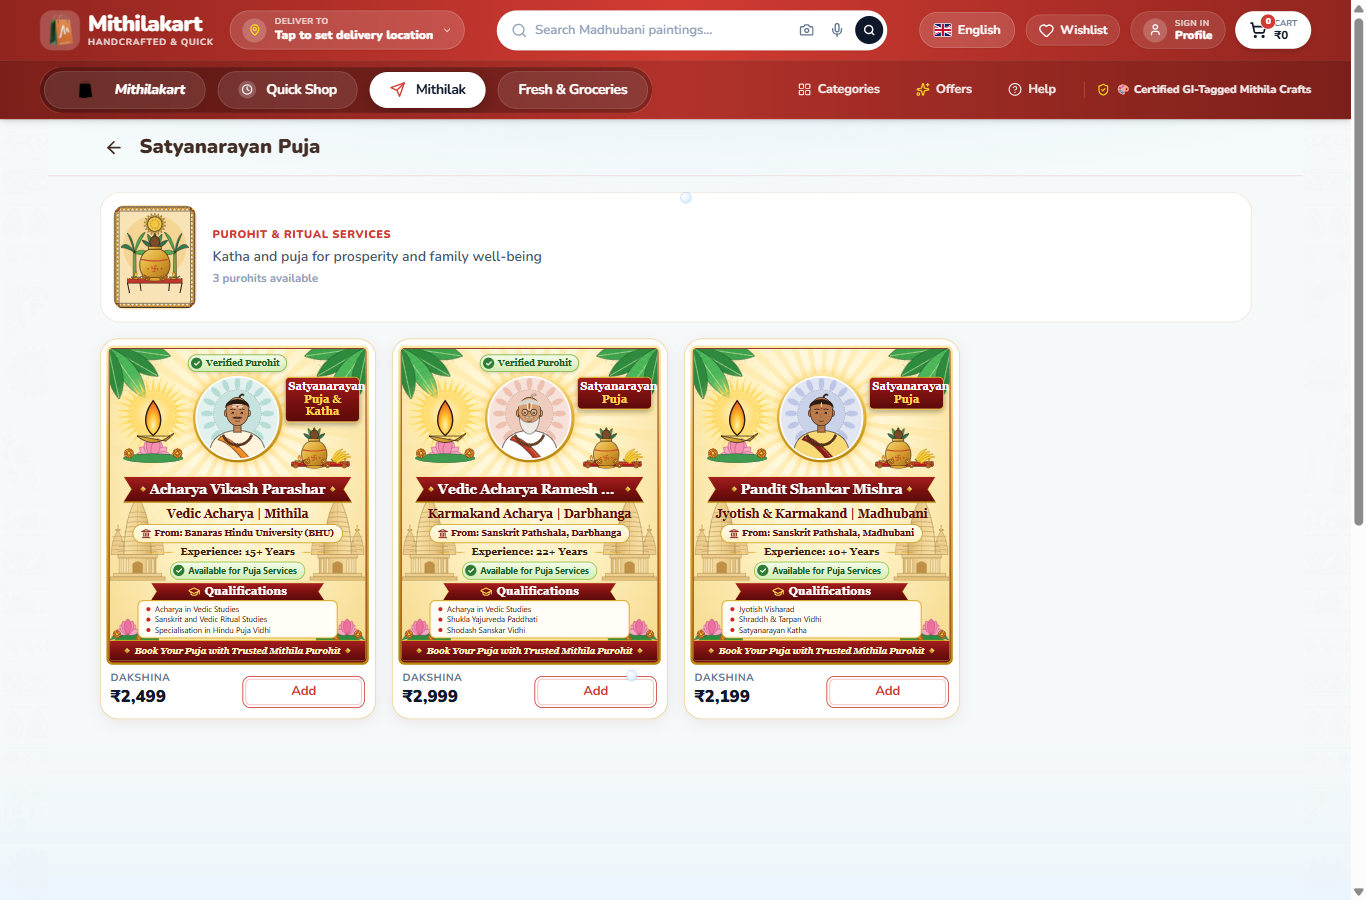 Mithilakart
HANDCRAFTED & QUICK
DELIVER TO
Tap to set delivery location
Search Madhubani paintings...
English
Wishlist
SIGN IN
Profile
0
CART
₹0
Mithilakart
Quick Shop
Mithilak
Fresh & Groceries
Categories
Offers
Help
Certified GI-Tagged Mithila Crafts
Satyanarayan Puja
PUROHIT & RITUAL SERVICES
Katha and puja for prosperity and family well-being
3 purohits available
Verified Purohit
Satyanarayan
Puja &
Katha
Acharya Vikash Parashar
Vedic Acharya | Mithila
From: Banaras Hindu University (BHU)
Experience: 15+ Years
Available for Puja Services
Qualifications
Acharya in Vedic Studies
Sanskrit and Vedic Ritual Studies
Specialisation in Hindu Puja Vidhi
Book Your Puja with Trusted Mithila Purohit
DAKSHINA
₹2,499
Add
Verified Purohit
Satyanarayan
Puja
Vedic Acharya Ramesh ...
Karmakand Acharya | Darbhanga
From: Sanskrit Pathshala, Darbhanga
Experience: 22+ Years
Available for Puja Services
Qualifications
Acharya in Vedic Studies
Shukla Yajurveda Paddhati
Shodash Sanskar Vidhi
Book Your Puja with Trusted Mithila Purohit
DAKSHINA
₹2,999
Add
Satyanarayan
Puja
Pandit Shankar Mishra
Jyotish & Karmakand | Madhubani
From: Sanskrit Pathshala, Madhubani
Experience: 10+ Years
Available for Puja Services
Qualifications
Jyotish Visharad
Shraddh & Tarpan Vidhi
Satyanarayan Katha
Book Your Puja with Trusted Mithila Purohit
DAKSHINA
₹2,199
Add